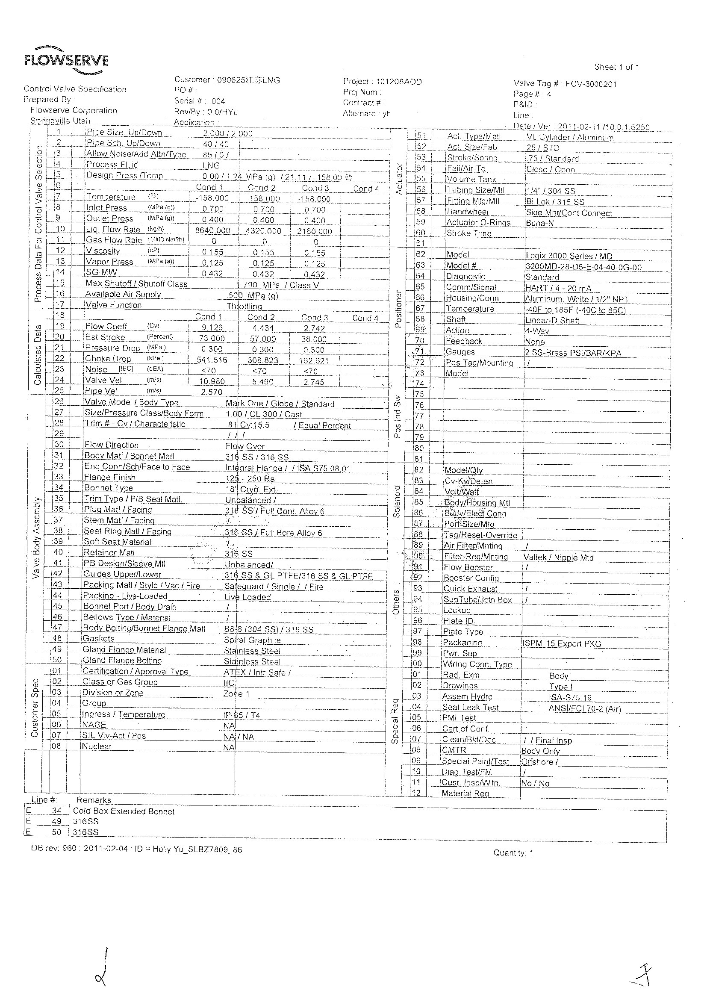 FLOWSERVE
Sheet 1 of 1
Control Valve Specification
Prepared By :
Flowserve Corporation
Springville Utah
Customer : 090625 LNG
PO # :
Serial # : .004
Rev/By : 0.0/HYu
Application :
Project : 101208ADD
Proj Num :
Contract # :
Alternate : yh
Valve Tag # : FCV-3000201
Page # : 4
P&ID :
Line :
Date / Ver : 2011-02-11 /10.0.1.6250
Process Data For Control Valve Selection
1 Pipe Size, Up/Down 2.000 / 2.000
2 Pipe Sch, Up/Down 40 / 40
3 Allow Noise/Add Attn/Type 85 / 0 /
4 Process Fluid LNG
5 Design Press./Temp. 0.00 / 1.24 MPa (g) / 21.11 / -158.00
6 Cond 1 Cond 2 Cond 3 Cond 4
7 Temperature -158.000 -158.000 -158.000
8 Inlet Press (MPa (g)) 0.700 0.700 0.700
9 Outlet Press (MPa (g)) 0.400 0.400 0.400
10 Liq. Flow Rate (kg/h) 8640.000 4320.000 2160.000
11 Gas Flow Rate (1000 Nm?h) 0 0 0
12 Viscosity (cP) 0.155 0.155 0.155
13 Vapor Press (MPa (a)) 0.125 0.125 0.125
14 SG-MW 0.432 0.432 0.432
15 Max Shutoff / Shutoff Class 1.790 MPa / Class V
16 Available Air Supply .500 MPa (g)
17 Valve Function Throttling
Calculated Data
18 Cond 1 Cond 2 Cond 3 Cond 4
19 Flow Coeff. (Cv) 9.126 4.434 2.742
20 Est Stroke (Percent) 73.000 57.000 38.000
21 Pressure Drop (MPa ) 0.300 0.300 0.300
22 Choke Drop (kPa ) 541.516 308.823 192.921
23 Noise [IEC] (dBA) <70 <70 <70
24 Valve Vel (m/s) 10.980 5.490 2.745
25 Pipe Vel (m/s) 2.570
Valve Body Assembly
26 Valve Model / Body Type Mark One / Globe / Standard
27 Size/Pressure Class/Body Form 1.00 / CL 300 / Cast
28 Trim # - Cv / Characteristic .81 Cv:15.5 / Equal Percent
29 / / /
30 Flow Direction Flow Over
31 Body Matl / Bonnet Matl 316 SS / 316 SS
32 End Conn/Sch/Face to Face Integral Flange / / ISA S75.08.01
33 Flange Finish 125 - 250 Ra
34 Bonnet Type 18" Cryo. Ext.
35 Trim Type / P/B Seal Matl. Unbalanced /
36 Plug Matl / Facing 316 SS / Full Cont. Alloy 6
37 Stem Matl / Facing /
38 Seat Ring Matl / Facing 316 SS / Full Bore Alloy 6
39 Soft Seat Material /
40 Retainer Matl 316 SS
41 PB Design/Sleeve Mtl Unbalanced/
42 Guides Upper/Lower 316 SS & GL PTFE/316 SS & GL PTFE
43 Packing Matl / Style / Vac / Fire Safeguard / Single / / Fire
44 Packing - Live-Loaded Live Loaded
45 Bonnet Port / Body Drain /
46 Bellows Type / Material /
47 Body Bolting/Bonnet Flange Matl B8-8 (304 SS) / 316 SS
48 Gaskets Spiral Graphite
49 Gland Flange Material Stainless Steel
50 Gland Flange Bolting Stainless Steel
Customer Spec
01 Certification / Approval Type ATEX / Intr Safe /
02 Class or Gas Group IIC
03 Division or Zone Zone 1
04 Group
05 Ingress / Temperature IP 65 / T4
06 NACE NA
07 SIL Vlv-Act / Pos NA / NA
08 Nuclear NA
Actuator
51 Act. Type/Matl VL Cylinder / Aluminum
52 Act. Size/Fab 25 / STD
53 Stroke/Spring .75 / Standard
54 Fail/Air-To Close / Open
55 Volume Tank
56 Tubing Size/Mtl 1/4" / 304 SS
57 Fitting Mfg/Mtl Bi-Lok / 316 SS
58 Handwheel Side Mnt/Cont Connect
59 Actuator O-Rings Buna-N
60 Stroke Time
61
Positioner
62 Model Logix 3000 Series / MD
63 Model # 3200MD-28-D6-E-04-40-0G-00
64 Diagnostic Standard
65 Comm/Signal HART / 4 - 20 mA
66 Housing/Conn Aluminum, White / 1/2" NPT
67 Temperature -40F to 185F (-40C to 85C)
68 Shaft Linear-D Shaft
69 Action 4-Way
70 Feedback None
71 Gauges 2 SS-Brass PSI/BAR/KPA
72 Pos Tag/Mounting /
Pos Ind Sw
73 Model
74
75
76
77
78
79
80
81
Solenoid
82 Model/Qty
83 Cv-Kv/De-en
84 Volt/Watt
85 Body/Housing Mtl
86 Body/Elect Conn
87 Port Size/Mtg
88 Tag/Reset-Override
Others
89 Air Filter/Mnting /
90 Filter-Reg/Mnting Valtek / Nipple Mtd
91 Flow Booster /
92 Booster Config
93 Quick Exhaust /
94 SupTube/Jctn Box /
95 Lockup
96 Plate ID
97 Plate Type
98 Packaging ISPM-15 Export PKG
99 Pwr. Sup
00 Wiring Conn. Type
Special Req
01 Rad. Exm Body
02 Drawings Type I
03 Assem Hydro ISA-S75.19
04 Seat Leak Test ANSI/FCI 70-2 (Air)
05 PMI Test
06 Cert of Conf.
07 Clean/Bld/Doc / / Final Insp
08 CMTR Body Only
09 Special Paint/Test Offshore /
10 Diag Test/FM /
11 Cust. Insp/Witn. No / No
12 Material Req
Line #: Remarks
E 34 Cold Box Extended Bonnet
E 49 316SS
E 50 316SS
DB rev: 960 : 2011-02-04 : ID = Holly Yu_SLBZ7809_86
Quantity: 1